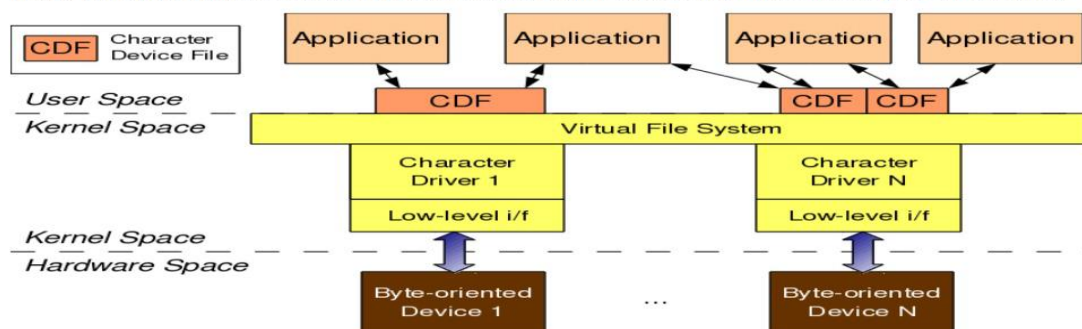 CDF
Character
Device File
Application
Application
Application
Application
CDF
CDF
CDF
User Space
Kernel Space
Virtual File System
Character
Driver 1
Character
Driver N
Low-level i/f
Low-level i/f
Kernel Space
Hardware Space
Byte-oriented
Device 1
...
Byte-oriented
Device N